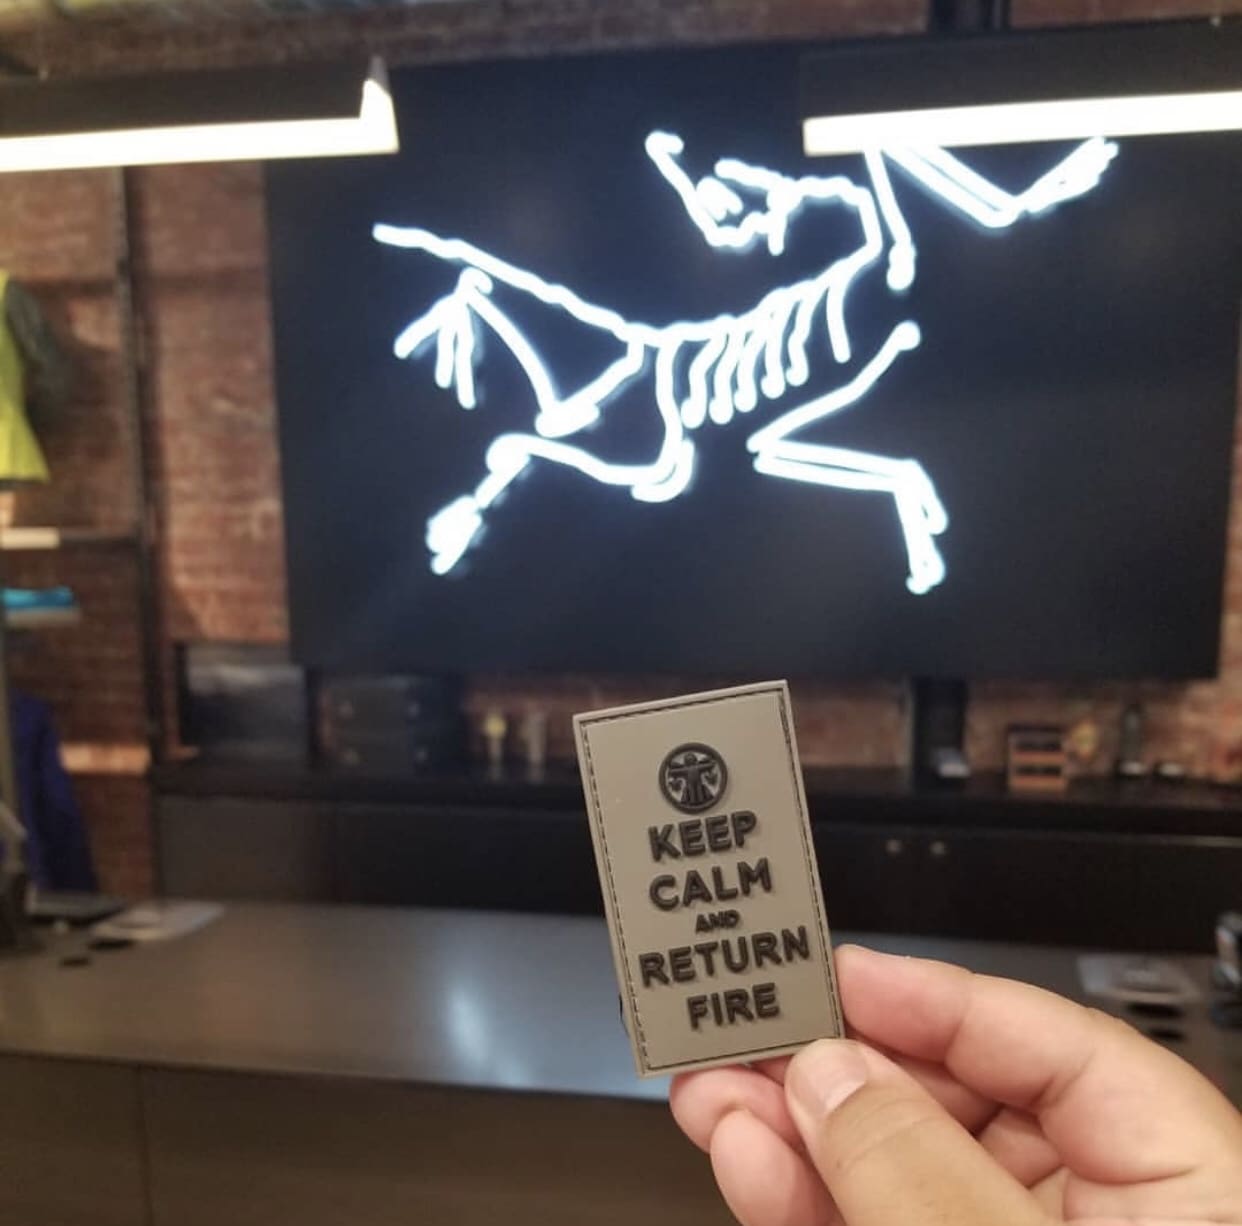 KEEP
CALM
AND
RETURN
FIRE